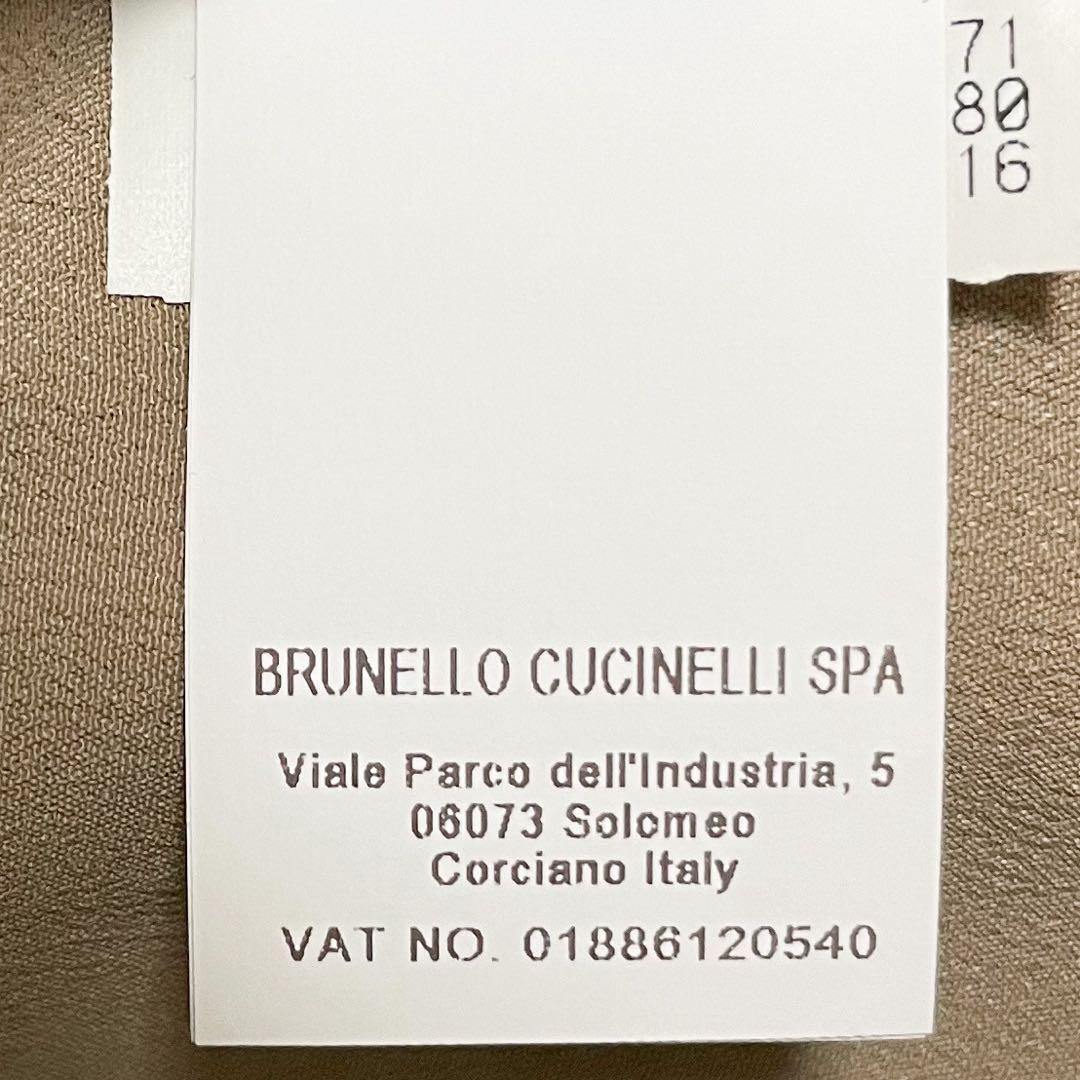 71
80
16
BRUNELLO CUCINELLI SPA
Viale Parco dell'Industria, 5
06073 Solomeo
Corciano Italy
VAT NO. 01886120540